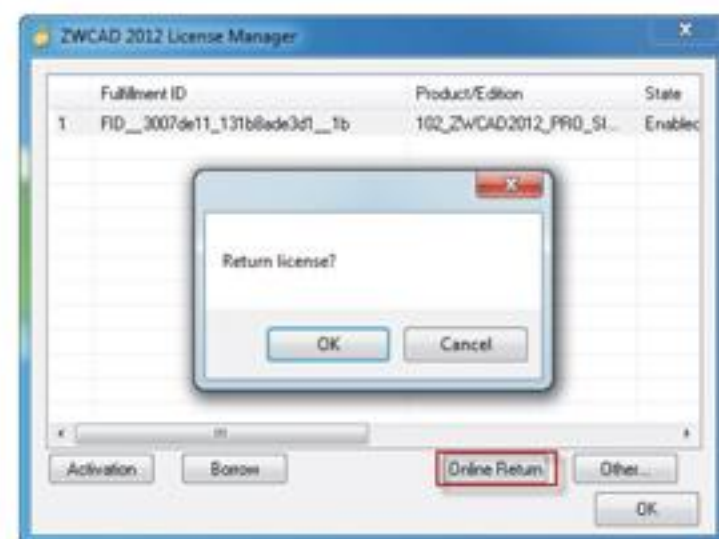 ZWCAD 2012 License Manager
Fulfillment ID Product/Edition State
1 FID__3007de11_131b8ade3d1__1b 102_ZWCAD2012_PRO_SI... Enabled
Return license?
OK Cancel
Activation Borrow Online Return Other...
OK